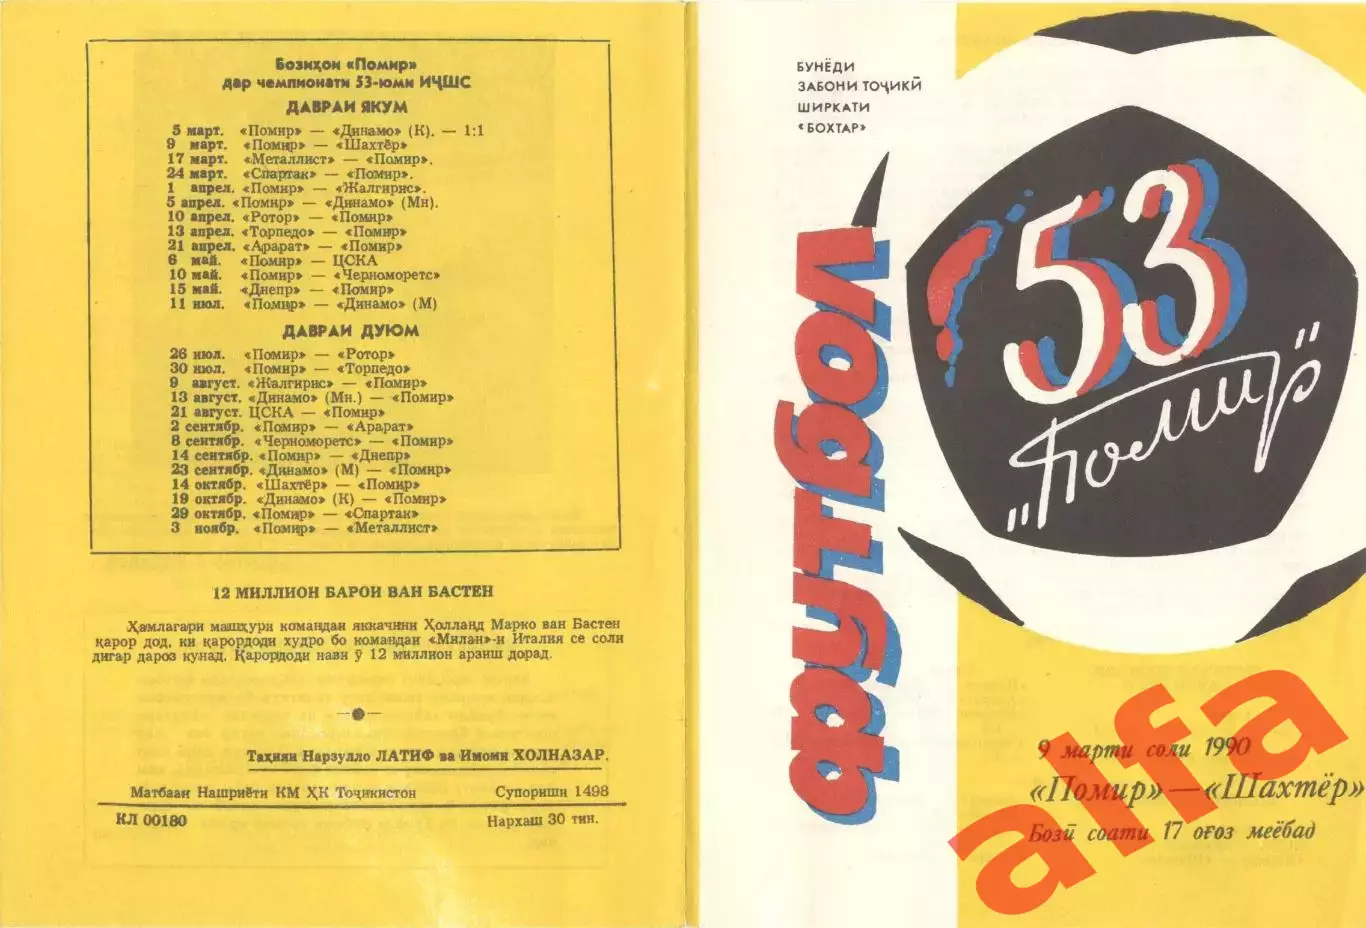 Бозиҳои «Помир»
дар чемпионати 53-юми ИҶШС
ДАВРАИ ЯКУМ
5 март. «Помир» — «Динамо» (К). — 1:1
9 март. «Помир» — «Шахтёр»
17 март. «Металлист» — «Помир».
24 март. «Спартак» — «Помир».
1 апрел. «Помир» — «Жалгирис».
5 апрел. «Помир» — «Динамо» (Мн).
10 апрел. «Ротор» — «Помир»
13 апрел. «Торпедо» — «Помир»
21 апрел. «Арарат» — «Помир»
6 май. «Помир» — ЦСКА
10 май. «Помир» — «Черноморетс»
15 май. «Днепр» — «Помир»
11 июл. «Помир» — «Динамо» (М)
ДАВРАИ ДУЮМ
26 июл. «Помир» — «Ротор»
30 июл. «Помир» — «Торпедо»
9 август. «Жалгирис» — «Помир»
13 август. «Динамо» (Мн.) — «Помир»
21 август. ЦСКА — «Помир»
2 сентябр. «Помир» — «Арарат»
8 сентябр. «Черноморетс» — «Помир»
14 сентябр. «Помир» — «Днепр»
23 сентябр. «Динамо» (М) — «Помир»
14 октябр. «Шахтёр» — «Помир»
19 октябр. «Динамо» (К) — «Помир»
29 октябр. «Помир» — «Спартак»
3 ноябр. «Помир» — «Металлист»
12 МИЛЛИОН БАРОИ ВАН БАСТЕН
Ҳамлагари машҳури командаи яккачини Ҳолланд Марко ван Бастен
қарор дод, ки қарордоди худро бо командаи «Милан»-и Италия се соли
дигар дароз кунад. Қарордоди нави ӯ 12 миллион арзиш дорад.
Таҳияи Нарзулло ЛАТИФ ва Имоми ХОЛНАЗАР.
Матбааи Нашриёти КМ ҲК Тоҷикистон Супориши 1498
КЛ 00180 Нархаш 30 тин.
БУНЁДИ
ЗАБОНИ ТОҶИКӢ
ШИРКАТИ
«БОХТАР»
футбол
53
"Помир"
9 марти соли 1990
«Помир» — «Шахтёр»
Бозӣ соати 17 оғоз меёбад
alfa